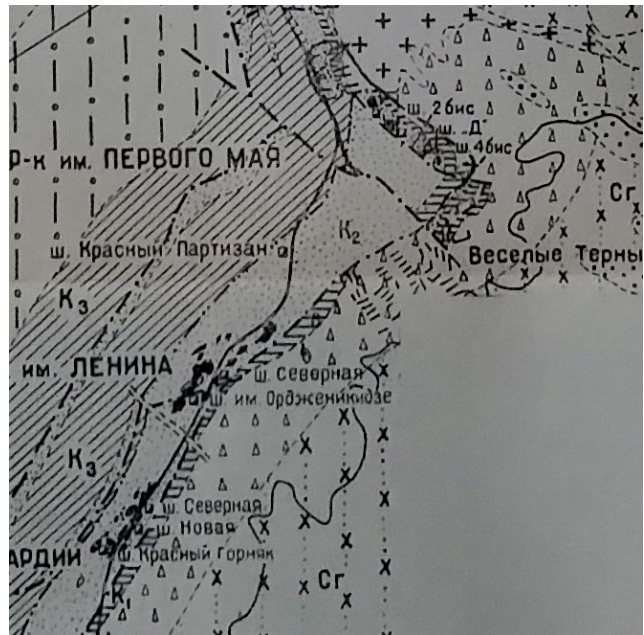 ш. 2бис
ш. „Д"
ш. 4бис
Р-К им. ПЕРВОГО МАЯ
Сг
К₂
ш. Красный Партизан
Веселые Терны
К₃
им. ЛЕНИНА
ш. Северная
ш. им. Орджоникидзе
К₃
ш. Северная
ш. Новая
АРДИИ
ш. Красный Горняк
Сг
К₁